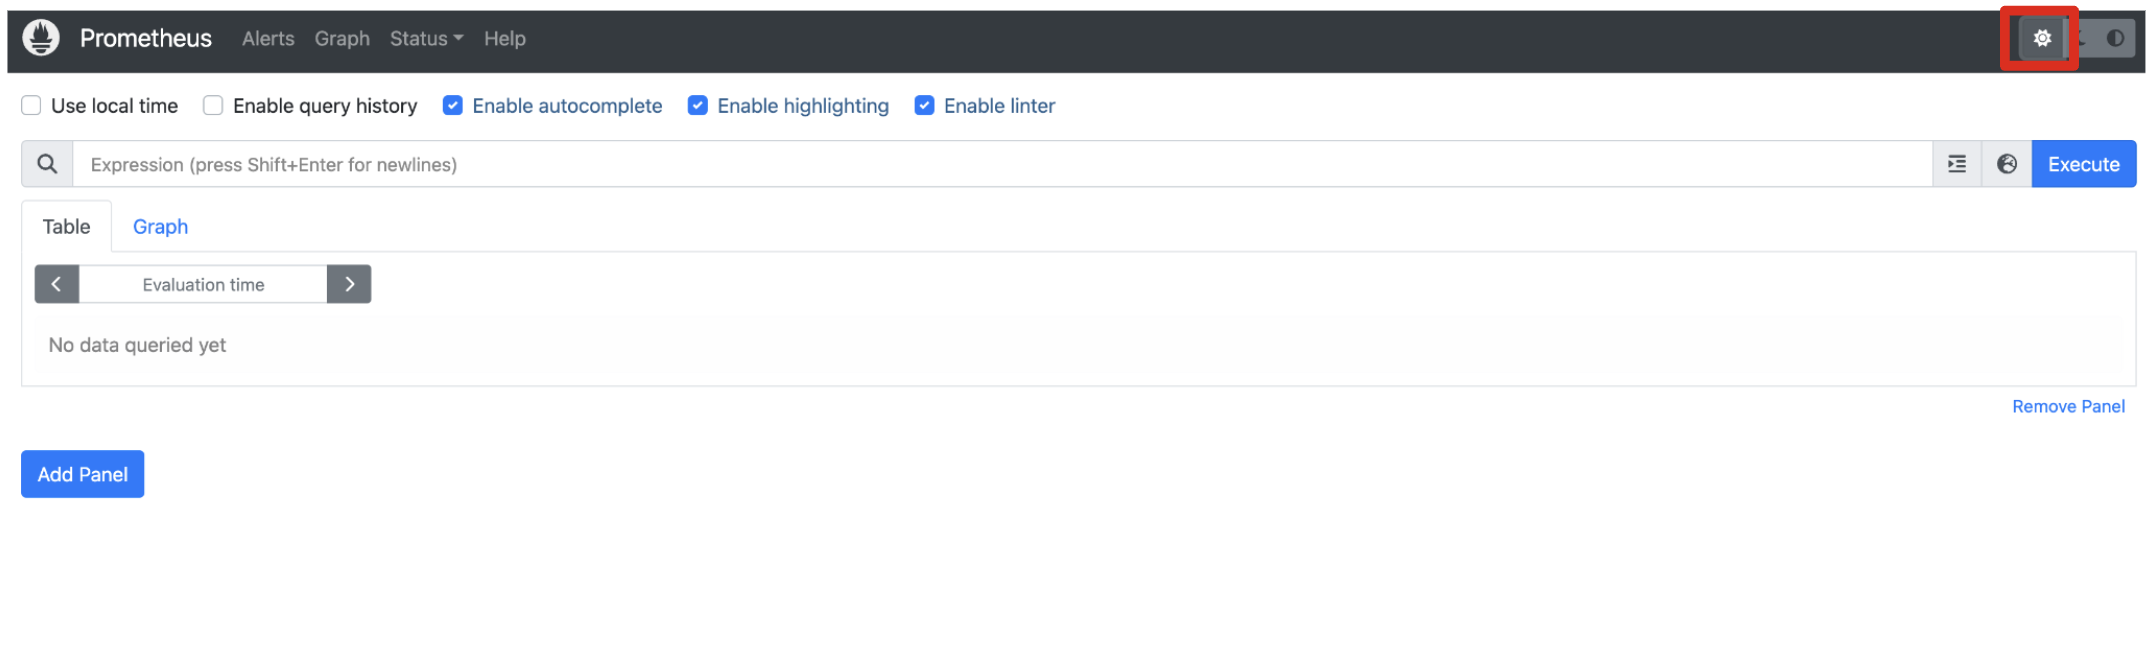 Prometheus Alerts Graph Status Help
Use local time Enable query history Enable autocomplete Enable highlighting Enable linter
Expression (press Shift+Enter for newlines) Execute
Table Graph
Evaluation time
No data queried yet
Remove Panel
Add Panel